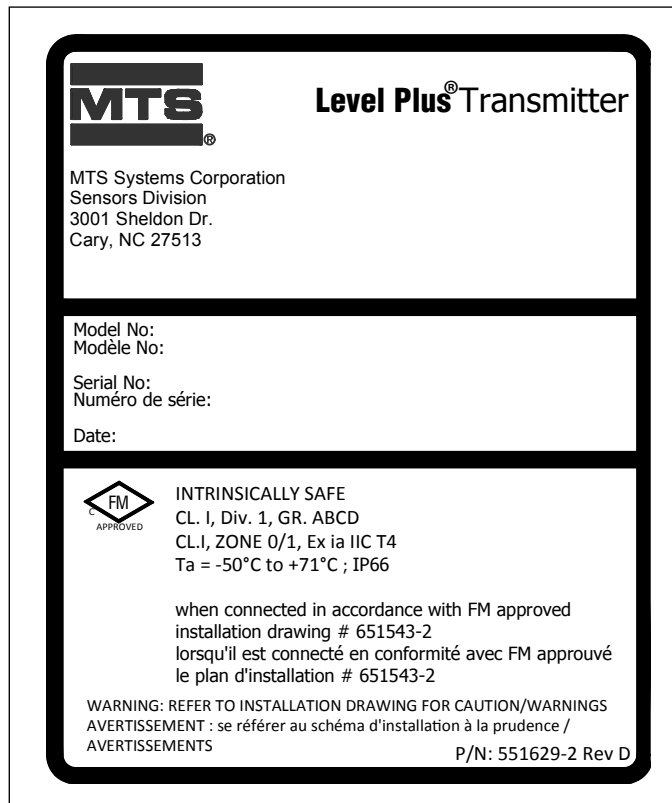 MTS
®
Level Plus® Transmitter
MTS Systems Corporation
Sensors Division
3001 Sheldon Dr.
Cary, NC 27513
Model No:
Modèle No:
Serial No:
Numéro de série:
Date:
FM
C
APPROVED
INTRINSICALLY SAFE
CL. I, Div. 1, GR. ABCD
CL.I, ZONE 0/1, Ex ia IIC T4
Ta = -50°C to +71°C ; IP66
when connected in accordance with FM approved
installation drawing # 651543-2
lorsqu'il est connecté en conformité avec FM approuvé
le plan d'installation # 651543-2
WARNING: REFER TO INSTALLATION DRAWING FOR CAUTION/WARNINGS
AVERTISSEMENT : se référer au schéma d'installation à la prudence /
AVERTISSEMENTS
P/N: 551629-2 Rev D